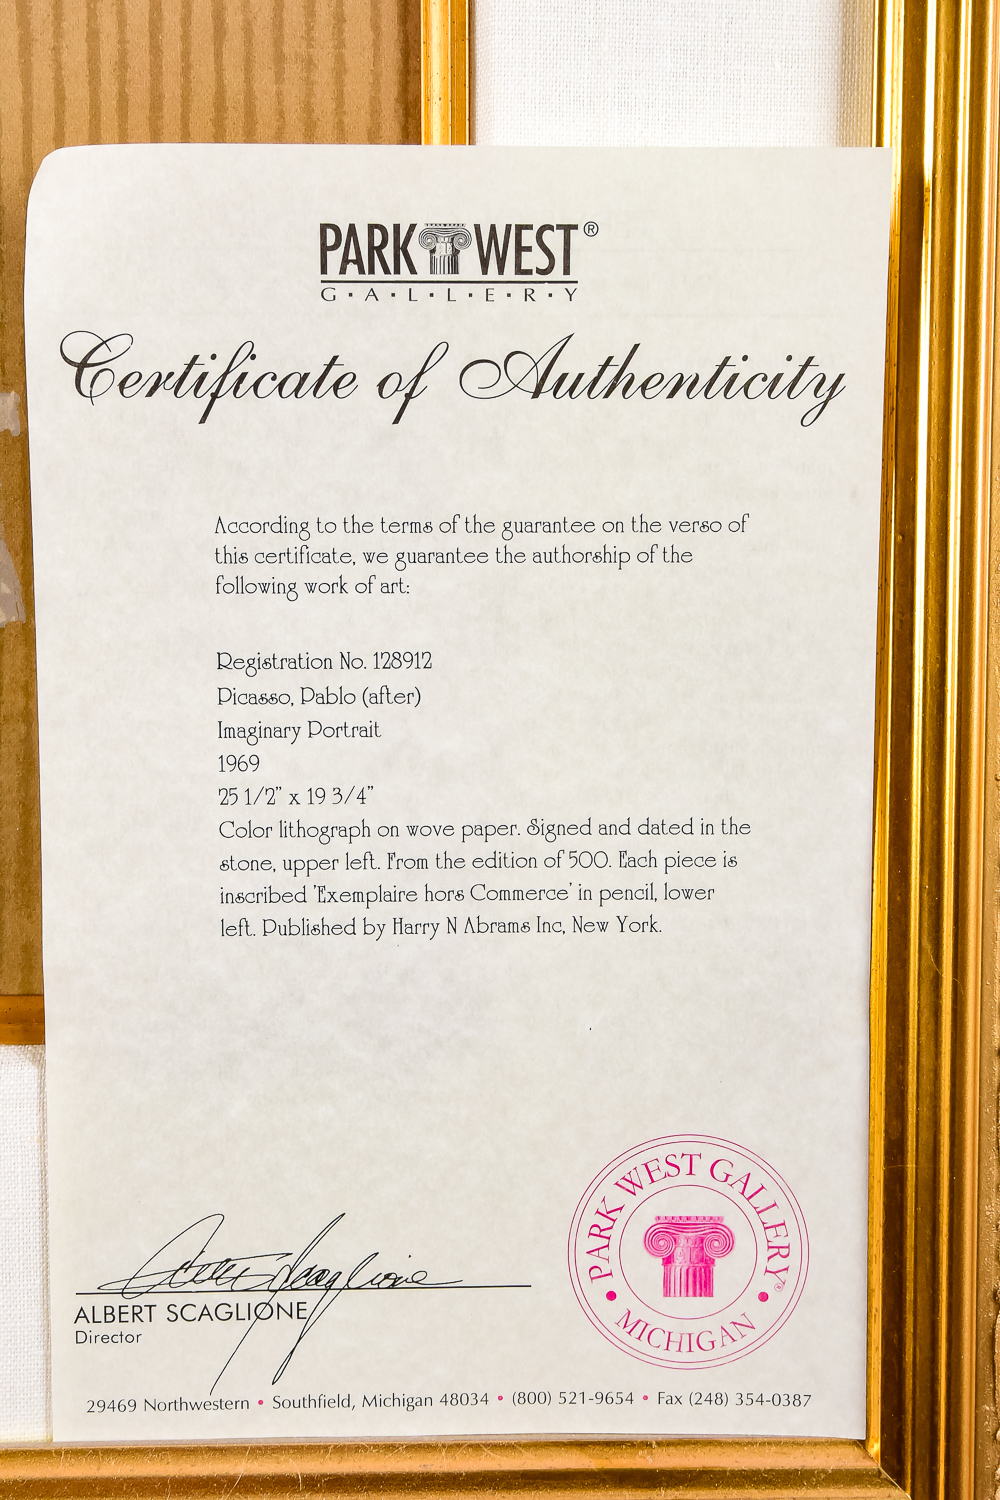 PARK WEST®
G·A·L·L·E·R·Y
Certificate of Authenticity
According to the terms of the guarantee on the verso of
this certificate, we guarantee the authorship of the
following work of art:
Registration No. 128912
Picasso, Pablo (after)
Imaginary Portrait
1969
25 1/2" x 19 3/4"
Color lithograph on wove paper. Signed and dated in the
stone, upper left. From the edition of 500. Each piece is
inscribed 'Exemplaire hors Commerce' in pencil, lower
left. Published by Harry N Abrams Inc, New York.
PARK WEST GALLERY®
• MICHIGAN •
ALBERT SCAGLIONE
Director
29469 Northwestern • Southfield, Michigan 48034 • (800) 521-9654 • Fax (248) 354-0387